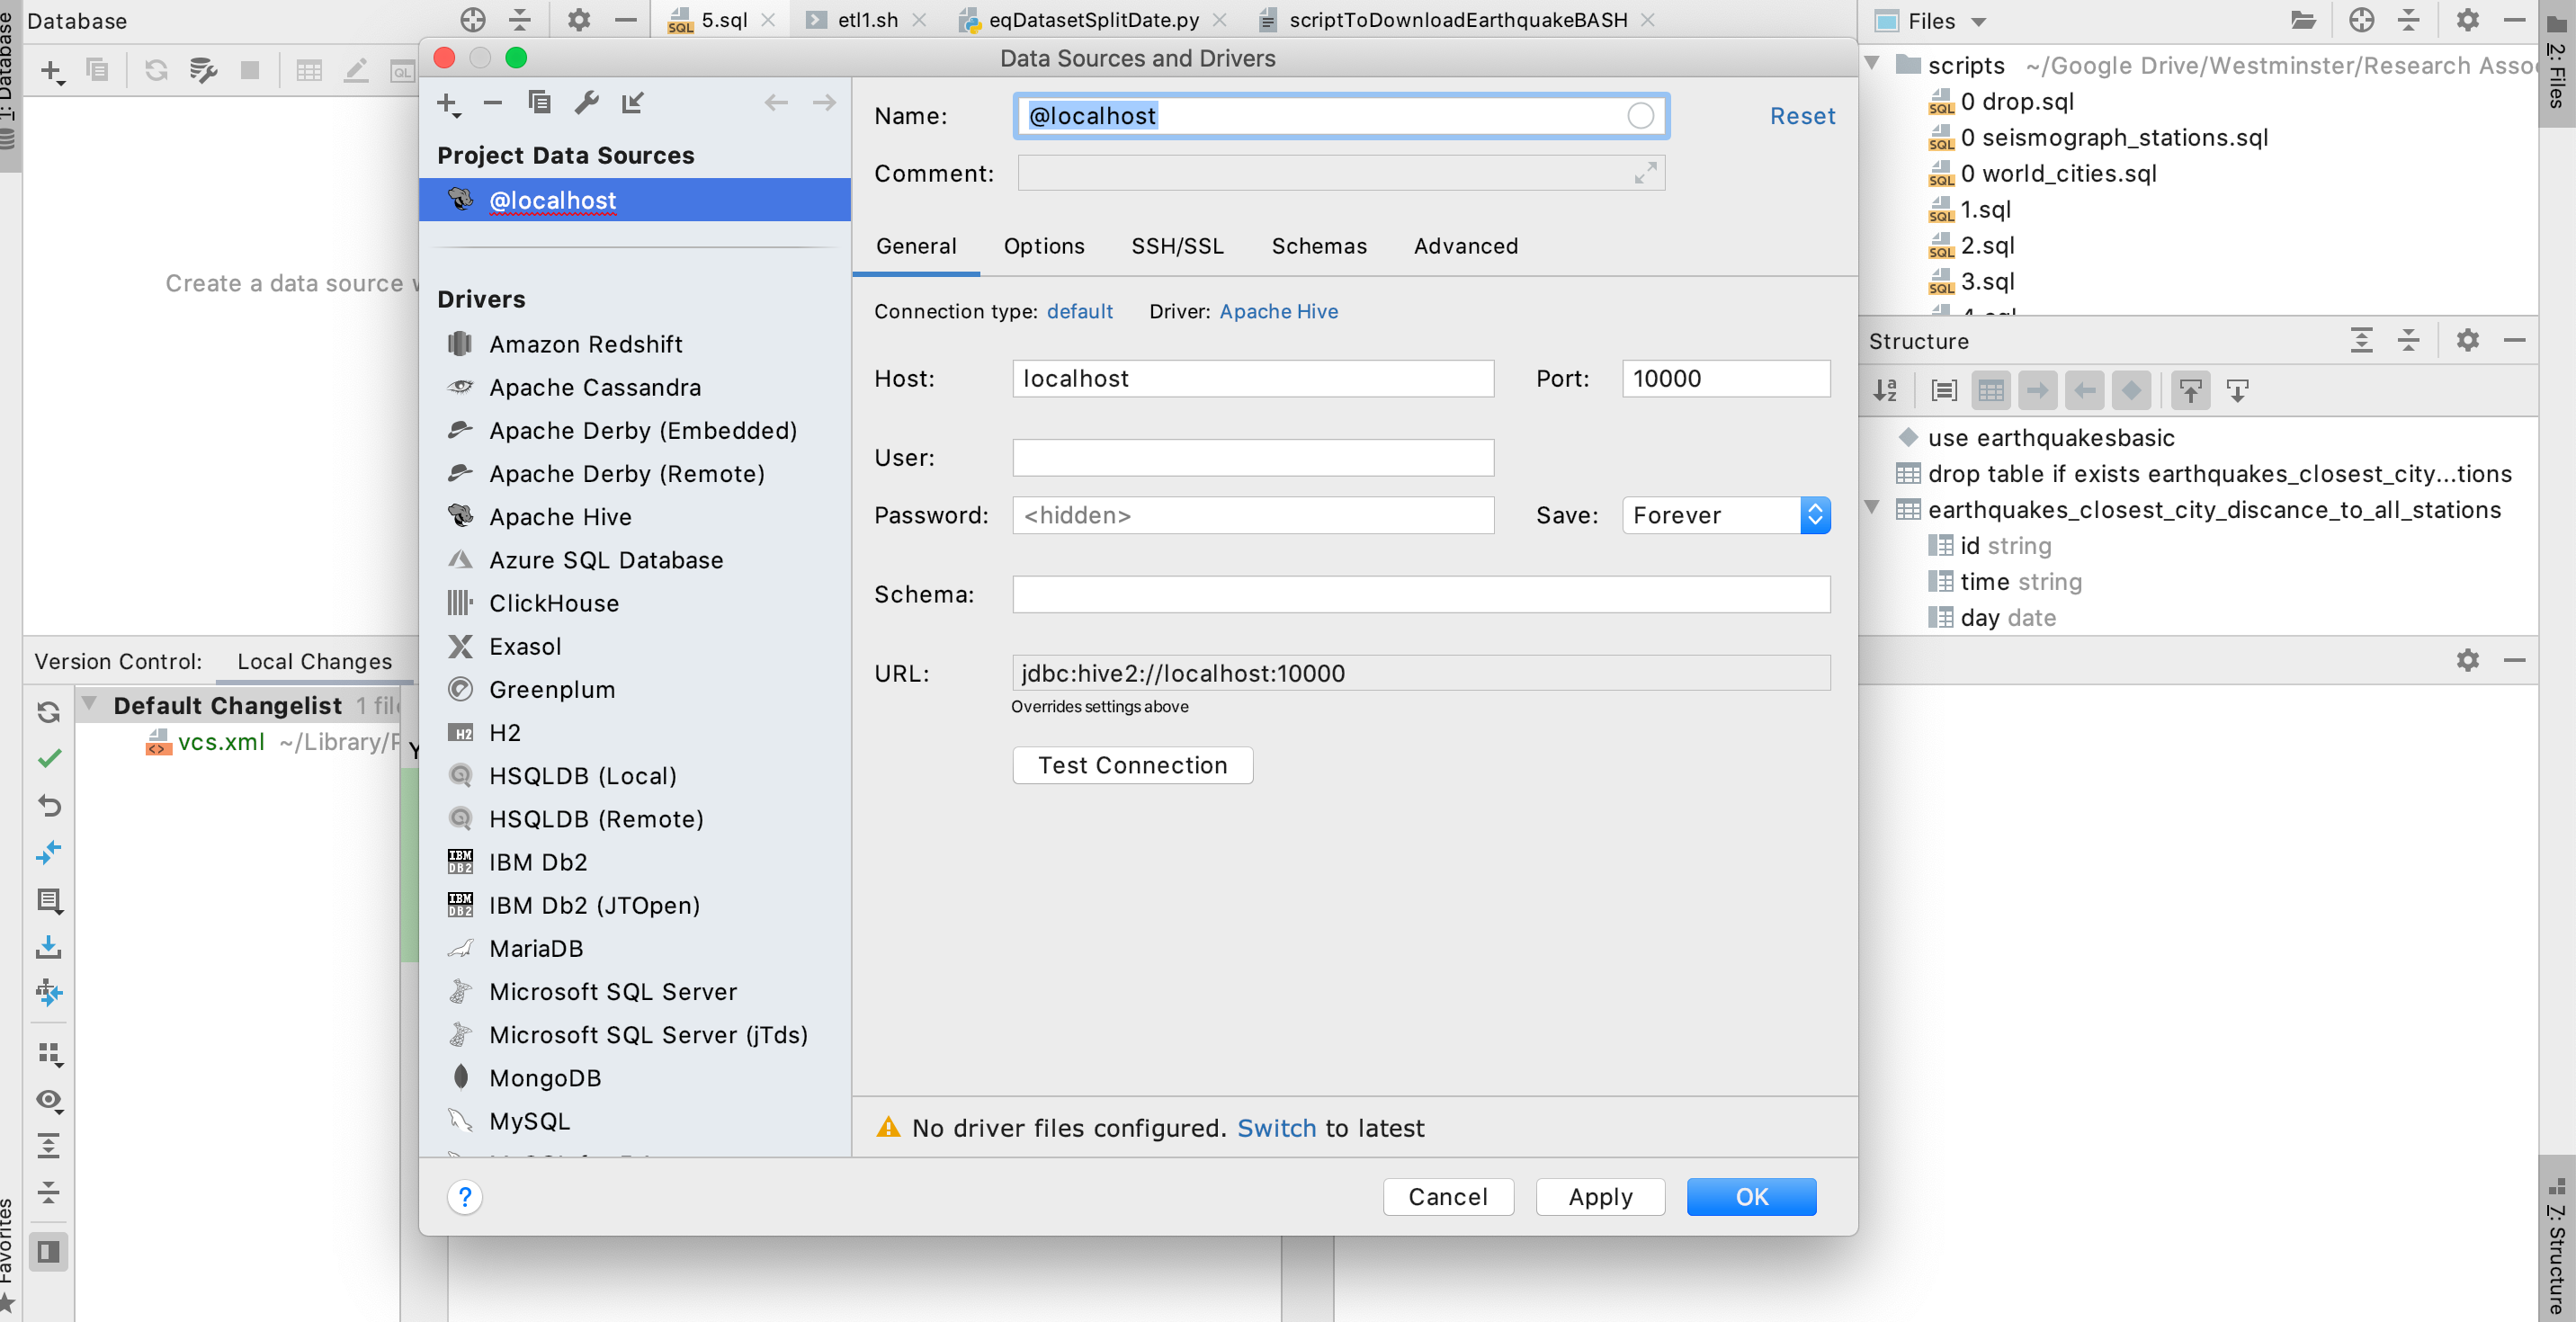 Database
5.sql
etl1.sh
eqDatasetSplitDate.py
scriptToDownloadEarthquakeBASH
Files
1: Database
2: Files
Create a data source
Data Sources and Drivers
Project Data Sources
@localhost
Drivers
Amazon Redshift
Apache Cassandra
Apache Derby (Embedded)
Apache Derby (Remote)
Apache Hive
Azure SQL Database
ClickHouse
Exasol
Greenplum
H2
HSQLDB (Local)
HSQLDB (Remote)
IBM Db2
IBM Db2 (JTOpen)
MariaDB
Microsoft SQL Server
Microsoft SQL Server (jTds)
MongoDB
MySQL
Name: @localhost
Reset
Comment:
General Options SSH/SSL Schemas Advanced
Connection type: default Driver: Apache Hive
Host: localhost Port: 10000
User:
Password: <hidden> Save: Forever
Schema:
URL: jdbc:hive2://localhost:10000
Overrides settings above
Test Connection
No driver files configured. Switch to latest
? Cancel Apply OK
scripts ~/Google Drive/Westminster/Research
0 drop.sql
0 seismograph_stations.sql
0 world_cities.sql
1.sql
2.sql
3.sql
Structure
use earthquakesbasic
drop table if exists earthquakes_closest_city...tions
earthquakes_closest_city_discance_to_all_stations
id string
time string
day date
Version Control: Local Changes
Default Changelist 1
vcs.xml ~/Library/
Favorites
7: Structure